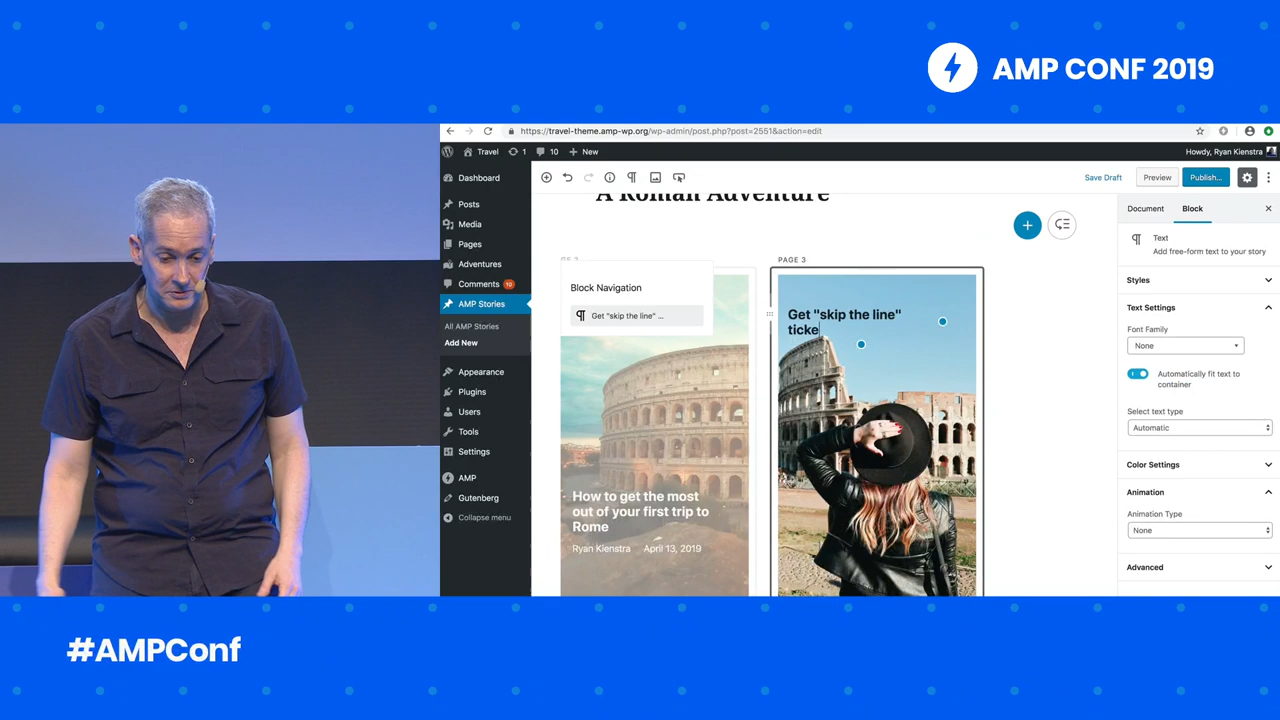 AMP CONF 2019
https://travel-theme.amp-wp.org/wp-admin/post.php?post=2551&action=edit
Travel
1
10
New
Howdy, Ryan Kienstra
Dashboard
Posts
Media
Pages
Adventures
Comments 10
AMP Stories
All AMP Stories
Add New
Appearance
Plugins
Users
Tools
Settings
AMP
Gutenberg
Collapse menu
Save Draft
Preview
Publish...
A Roman Adventure
Block Navigation
Get "skip the line" ...
How to get the most
out of your first trip to
Rome
Ryan Kienstra
April 13, 2019
PAGE 3
Get "skip the line"
ticke
Document
Block
Text
Add free-form text to your story
Styles
Text Settings
Font Family
None
Automatically fit text to
container
Select text type
Automatic
Color Settings
Animation
Animation Type
None
Advanced
#AMPConf